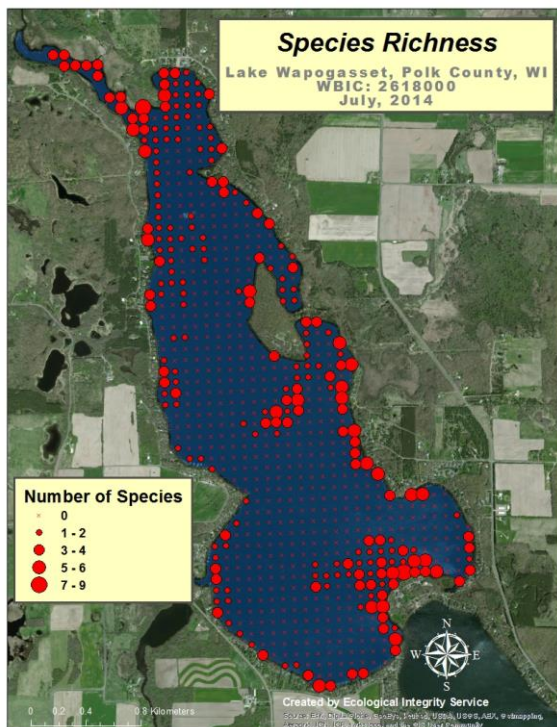 Species Richness
Lake Wapogasset, Polk County, WI
WBIC: 2618000
July, 2014
Number of Species
0
1 - 2
3 - 4
5 - 6
7 - 9
N
W E
S
0 0.2 0.4 0.8 Kilometers
Created by Ecological Integrity Service